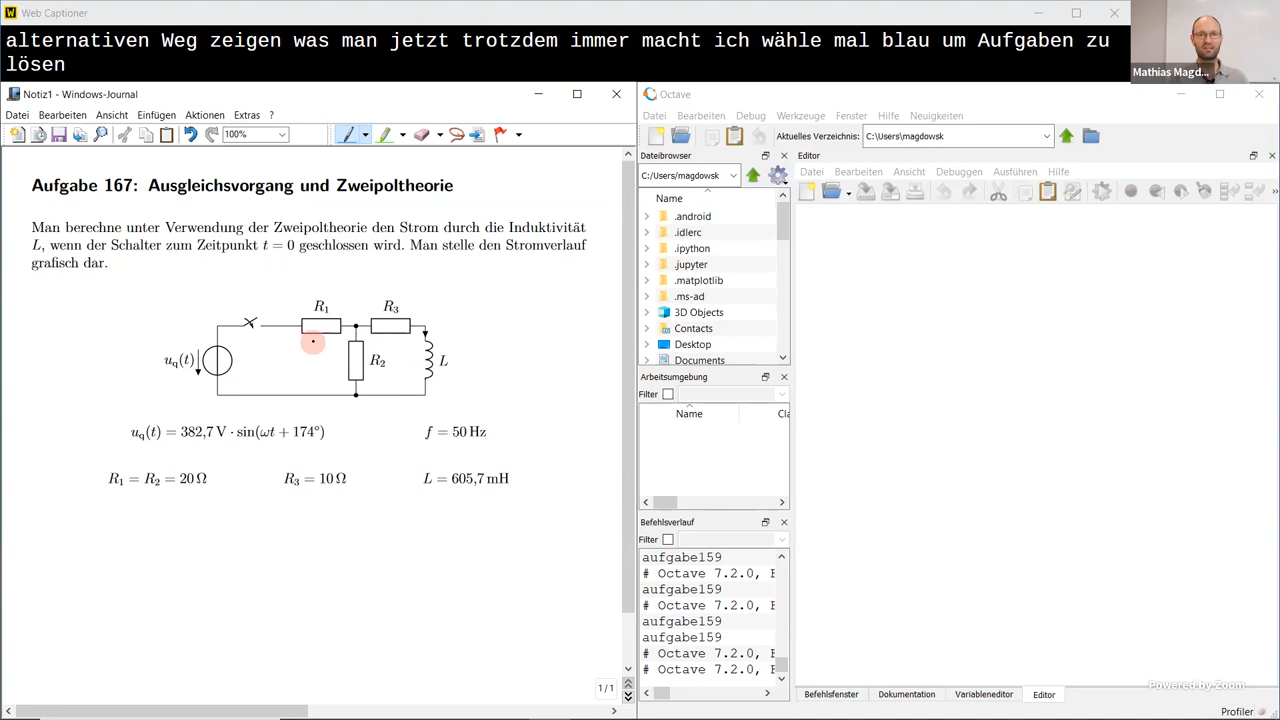 Web Captioner
alternativen Weg zeigen was man jetzt trotzdem immer macht ich wähle mal blau um Aufgaben zu
lösen
Mathias Magd...
Notiz1 - Windows-Journal
Datei Bearbeiten Ansicht Einfügen Aktionen Extras ?
100%
Aufgabe 167: Ausgleichsvorgang und Zweipoltheorie
Man berechne unter Verwendung der Zweipoltheorie den Strom durch die Induktivität
L, wenn der Schalter zum Zeitpunkt t = 0 geschlossen wird. Man stelle den Stromverlauf
grafisch dar.
R₁ R₃
u_q(t) R₂ L
u_q(t) = 382,7 V · sin(ωt + 174°) f = 50 Hz
R₁ = R₂ = 20 Ω R₃ = 10 Ω L = 605,7 mH
1/1
Octave
Datei Bearbeiten Debug Werkzeuge Fenster Hilfe Neuigkeiten
Aktuelles Verzeichnis: C:\Users\magdowsk
Dateibrowser
C:/Users/magdowsk
Name
.android
.idlerc
.ipython
.jupyter
.matplotlib
.ms-ad
3D Objects
Contacts
Desktop
Documents
Arbeitsumgebung
Filter
Name Cla
Befehlsverlauf
Filter
aufgabe159
# Octave 7.2.0, F
aufgabe159
# Octave 7.2.0, F
aufgabe159
aufgabe159
# Octave 7.2.0, F
# Octave 7.2.0, F
Editor
Datei Bearbeiten Ansicht Debuggen Ausführen Hilfe
Powered by Zoom
Befehlsfenster Dokumentation Variableneditor Editor
Profiler